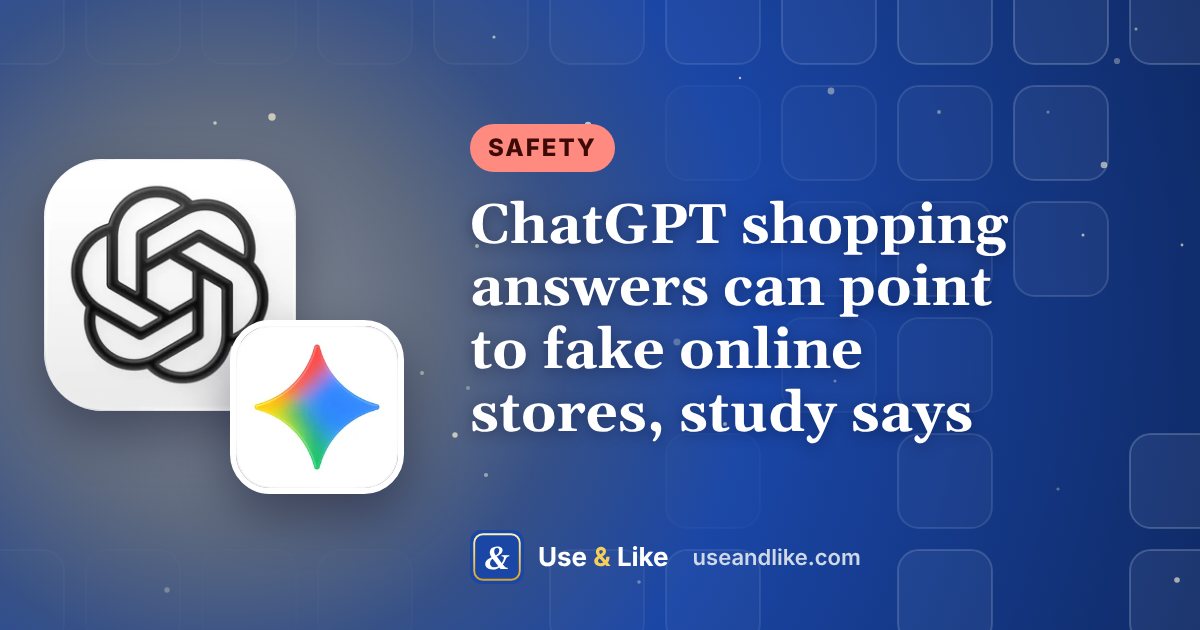 SAFETY
ChatGPT shopping
answers can point
to fake online
stores, study says
& Use & Like useandlike.com